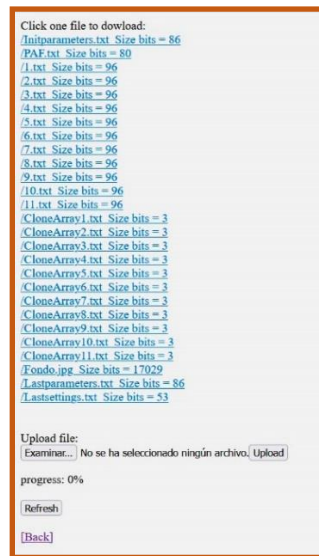 Click one file to dowload:
/Initparameters.txt Size bits = 86
/PAF.txt Size bits = 80
/1.txt Size bits = 96
/2.txt Size bits = 96
/3.txt Size bits = 96
/4.txt Size bits = 96
/5.txt Size bits = 96
/6.txt Size bits = 96
/7.txt Size bits = 96
/8.txt Size bits = 96
/9.txt Size bits = 96
/10.txt Size bits = 96
/11.txt Size bits = 96
/CloneArray1.txt Size bits = 3
/CloneArray2.txt Size bits = 3
/CloneArray3.txt Size bits = 3
/CloneArray4.txt Size bits = 3
/CloneArray5.txt Size bits = 3
/CloneArray6.txt Size bits = 3
/CloneArray7.txt Size bits = 3
/CloneArray8.txt Size bits = 3
/CloneArray9.txt Size bits = 3
/CloneArray10.txt Size bits = 3
/CloneArray11.txt Size bits = 3
/Fondo.jpg Size bits = 17029
/Lastparameters.txt Size bits = 86
/Lastsettings.txt Size bits = 53
Upload file:
Examinar... No se ha seleccionado ningún archivo. Upload
progress: 0%
Refresh
[Back]